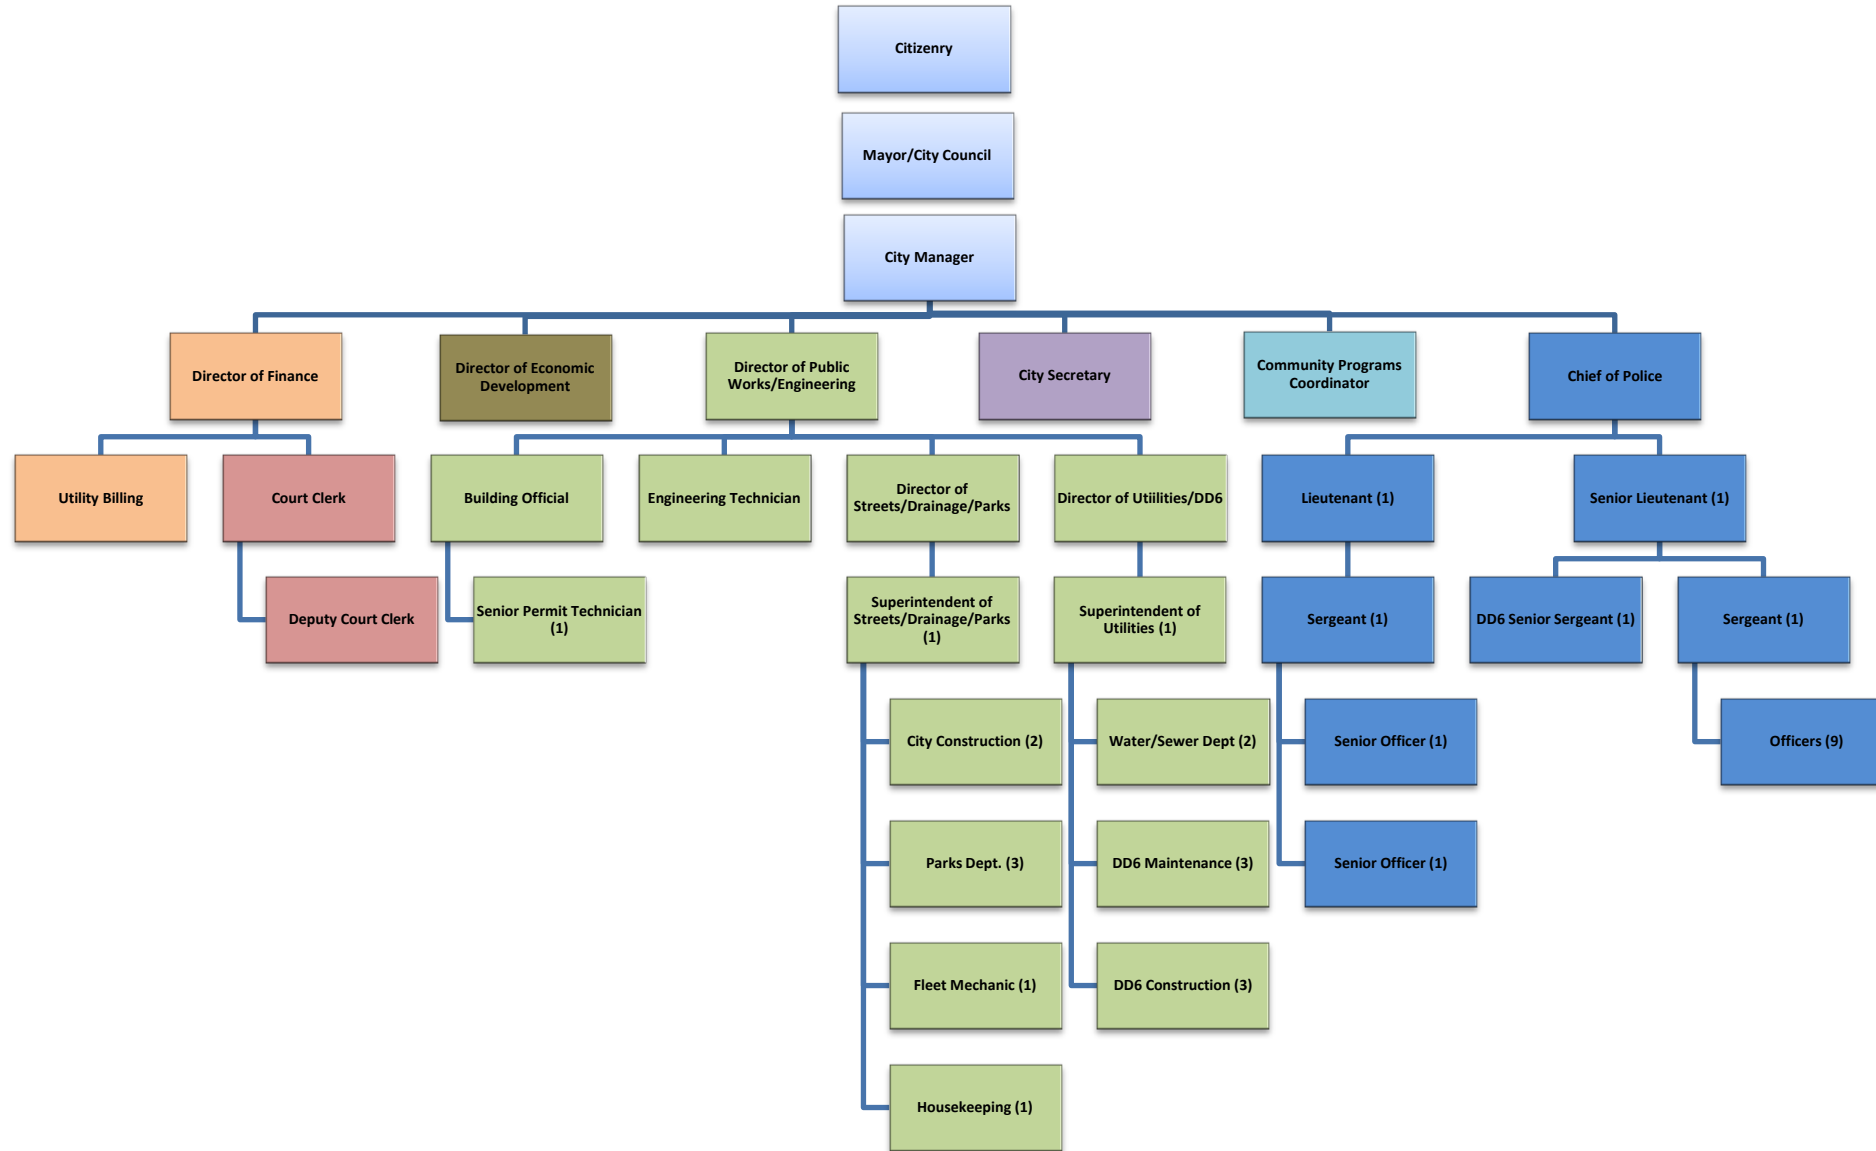 Citizenry
Mayor/City Council
City Manager
Director of Finance
Director of Economic
Development
Director of Public
Works/Engineering
City Secretary
Community Programs
Coordinator
Chief of Police
Utility Billing
Court Clerk
Building Official
Engineering Technician
Director of
Streets/Drainage/Parks
Director of Utiilities/DD6
Lieutenant (1)
Senior Lieutenant (1)
Deputy Court Clerk
Senior Permit Technician
(1)
Superintendent of
Streets/Drainage/Parks
(1)
Superintendent of
Utilities (1)
Sergeant (1)
DD6 Senior Sergeant (1)
Sergeant (1)
City Construction (2)
Water/Sewer Dept (2)
Senior Officer (1)
Officers (9)
Parks Dept. (3)
DD6 Maintenance (3)
Senior Officer (1)
Fleet Mechanic (1)
DD6 Construction (3)
Housekeeping (1)